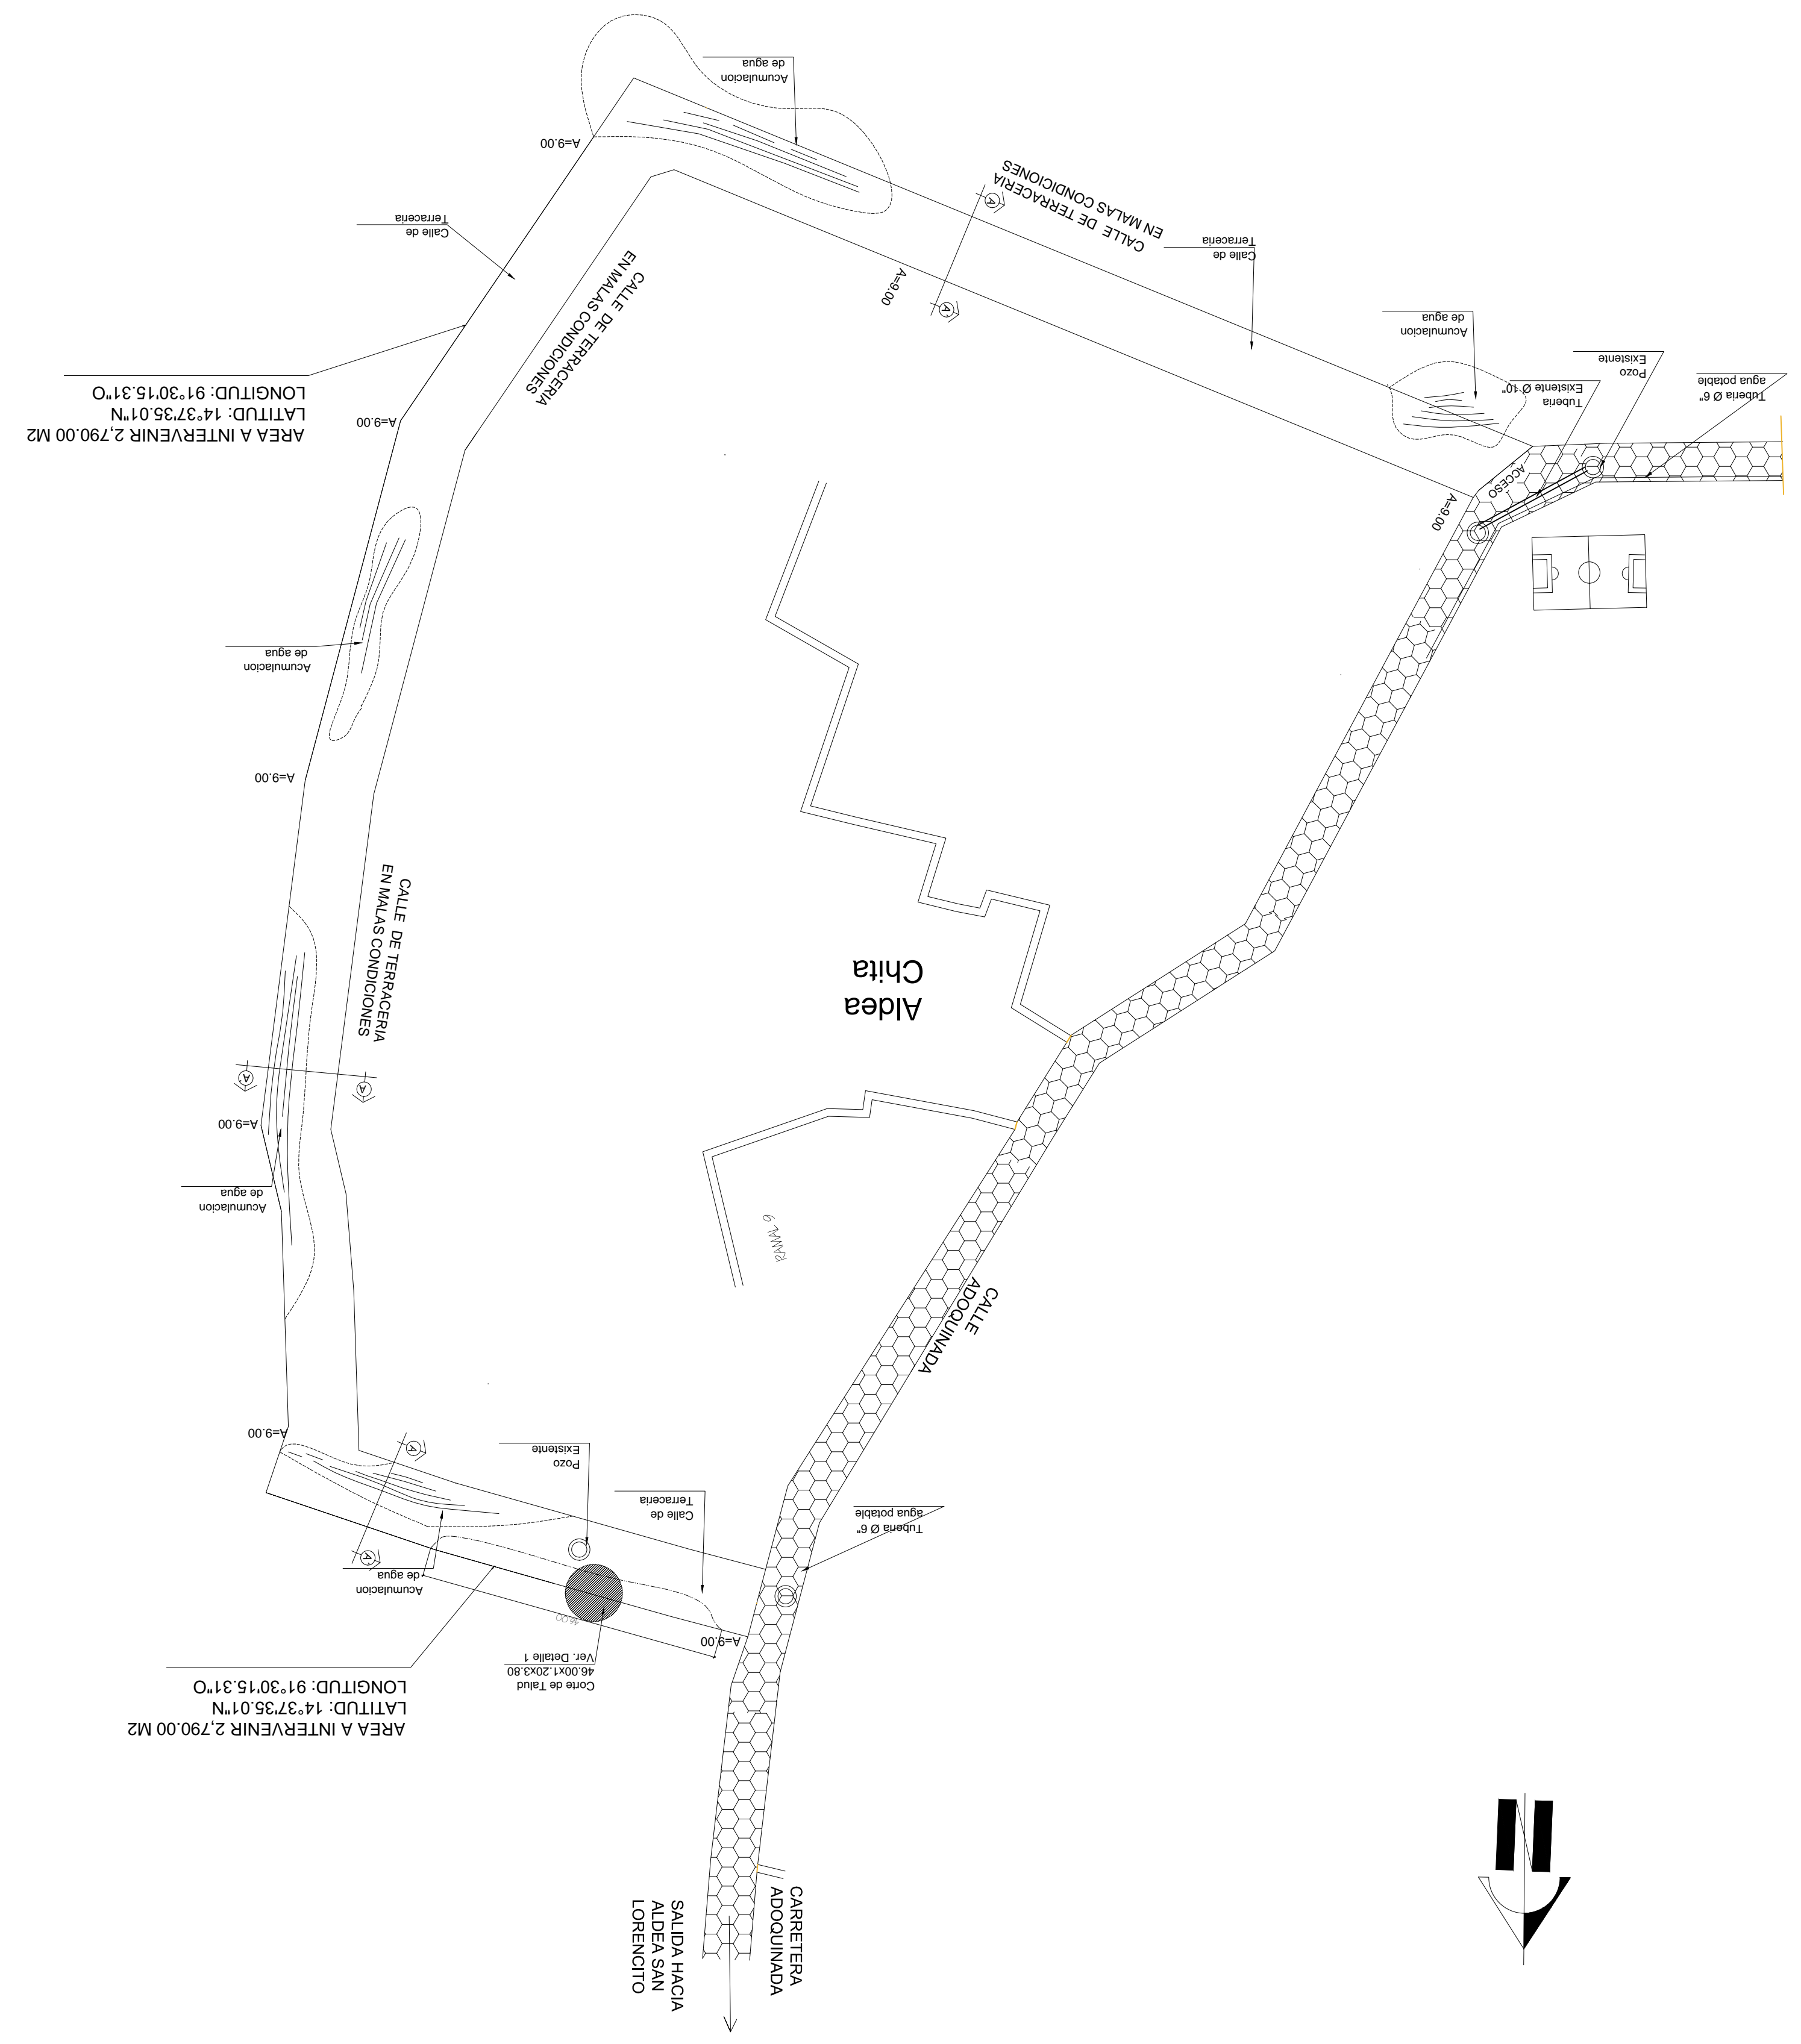 CARRETERA
ADOQUINADA
SALIDA HACIA
ALDEA SAN
LORENCITO
AREA A INTERVENIR 2,790.00 M2
LATITUD: 14°37'35.01"N
LONGITUD: 91°30'15.31"O
Corte de Talud
46.00x1.20x3.80
Ver. Detalle 1
A=9.00
46.00
Acumulacion
de agua
A'
Tuberia Ø 6"
agua potable
Calle de
Terraceria
Pozo
Existente
A
A=9.00
CALLE
ADOQUINADA
RAMAL 9
Acumulacion
de agua
A=9.00
A
A'
Aldea
Chita
CALLE DE TERRACERIA
EN MALAS CONDICIONES
A=9.00
Acumulacion
de agua
A=9.00
A=9.00
ACCESO
Tuberia Ø 6"
agua potable
Tuberia
Existente Ø 10"
Pozo
Existente
AREA A INTERVENIR 2,790.00 M2
LATITUD: 14°37'35.01"N
LONGITUD: 91°30'15.31"O
CALLE DE TERRACERIA
EN MALAS CONDICIONES
Acumulacion
de agua
A'
A=9.00
Calle de
Terraceria
CALLE DE TERRACERIA
EN MALAS CONDICIONES
Calle de
Terraceria
A
A=9.00
Acumulacion
de agua